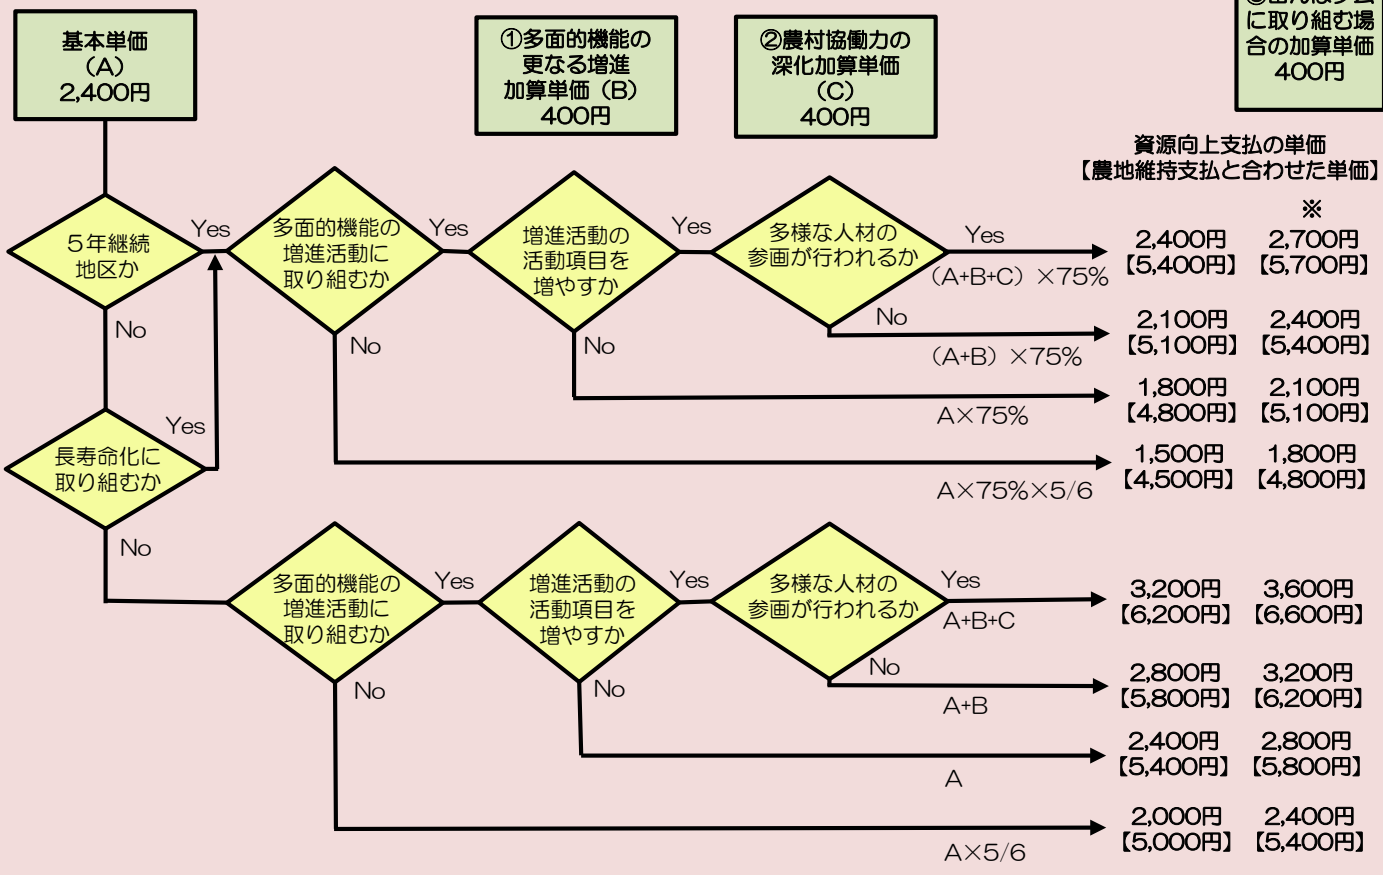 基本単価
（A）
2,400円
①多面的機能の
更なる増進
加算単価（B）
400円
②農村協働力の
深化加算単価
（C）
400円
に取り組む場
合の加算単価
400円
資源向上支払の単価
【農地維持支払と合わせた単価】
※
５年継続
地区か
Yes
No
多面的機能の
増進活動に
取り組むか
Yes
No
増進活動の
活動項目を
増やすか
Yes
No
多様な人材の
参画が行われるか
Yes
（A+B+C）×75%
2,400円 2,700円
【5,400円】 【5,700円】
No
（A+B）×75%
2,100円 2,400円
【5,100円】 【5,400円】
A×75%
1,800円 2,100円
【4,800円】 【5,100円】
A×75%×5/6
1,500円 1,800円
【4,500円】 【4,800円】
長寿命化に
取り組むか
Yes
No
多面的機能の
増進活動に
取り組むか
Yes
No
増進活動の
活動項目を
増やすか
Yes
No
多様な人材の
参画が行われるか
Yes
A+B+C
3,200円 3,600円
【6,200円】 【6,600円】
No
A+B
2,800円 3,200円
【5,800円】 【6,200円】
A
2,400円 2,800円
【5,400円】 【5,800円】
A×5/6
2,000円 2,400円
【5,000円】 【5,400円】